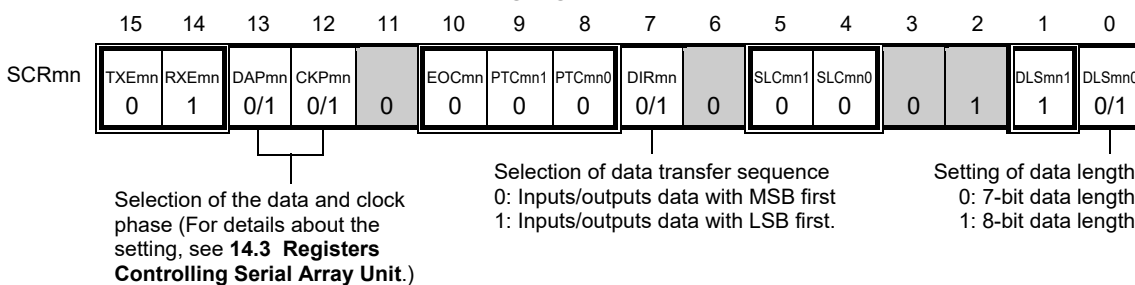 15 14 13 12 11 10 9 8 7 6 5 4 3 2 1 0
SCRmn TXEmn RXEmn DAPmn CKPmn EOCmn PTCmn1 PTCmn0 DIRmn SLCmn1 SLCmn0 DLSmn1 DLSmn0
0 1 0/1 0/1 0 0 0 0 0/1 0 0 0 0 1 1 0/1
Selection of the data and clock
phase (For details about the
setting, see 14.3 Registers
Controlling Serial Array Unit.)
Selection of data transfer sequence
0: Inputs/outputs data with MSB first
1: Inputs/outputs data with LSB first.
Setting of data length
0: 7-bit data length
1: 8-bit data length